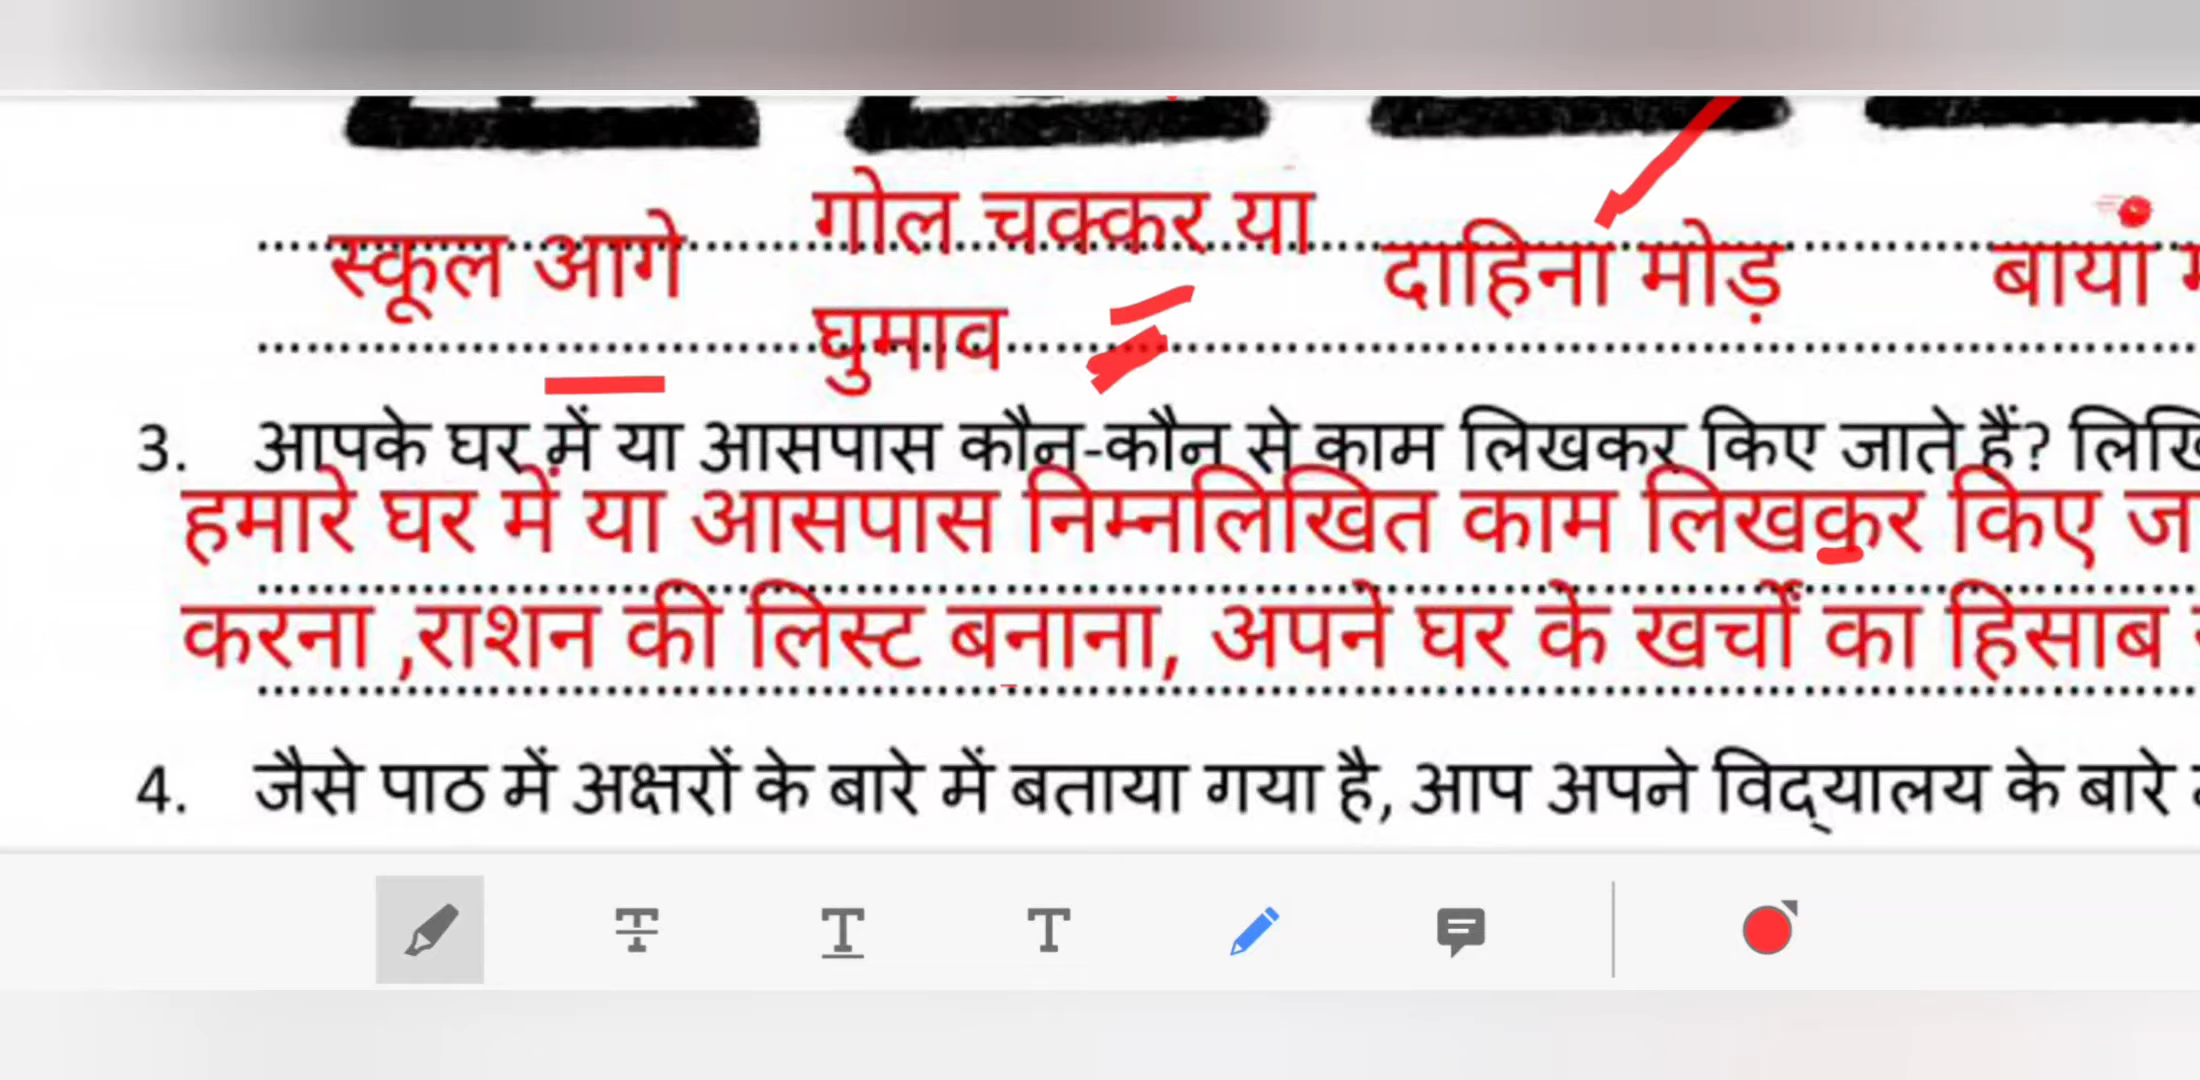 स्कूल आगे
गोल चक्कर या
घुमाव
दाहिना मोड़
बायां
3. आपके घर में या आसपास कौन-कौन से काम लिखकर किए जाते हैं?
हमारे घर में या आसपास निम्नलिखित काम लिखकर किए
करना ,राशन की लिस्ट बनाना, अपने घर के खर्चों का हिसाब
4. जैसे पाठ में अक्षरों के बारे में बताया गया है, आप अपने विद्‌यालय के बारे